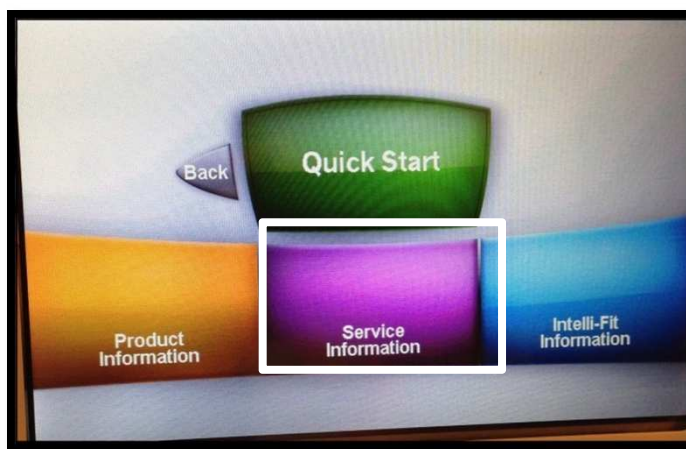 Quick Start
Back
Product
Information
Service
Information
Intelli-Fit
Information